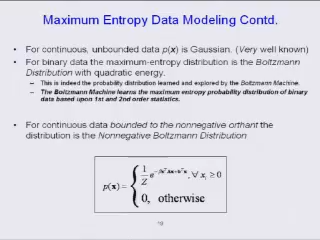 Maximum Entropy Data Modeling Contd.
• For continuous, unbounded data p(x) is Gaussian. (Very well known)
• For binary data the maximum-entropy distribution is the Boltzmann
Distribution with quadratic energy.
– This is indeed the probability distribution learned and explored by the Boltzmann Machine.
– The Boltzmann Machine learns the maximum entropy probability distribution of binary
data based upon 1st and 2nd order statistics.
• For continuous data bounded to the nonnegative orthant the
distribution is the Nonnegative Boltzmann Distribution
0, otherwise